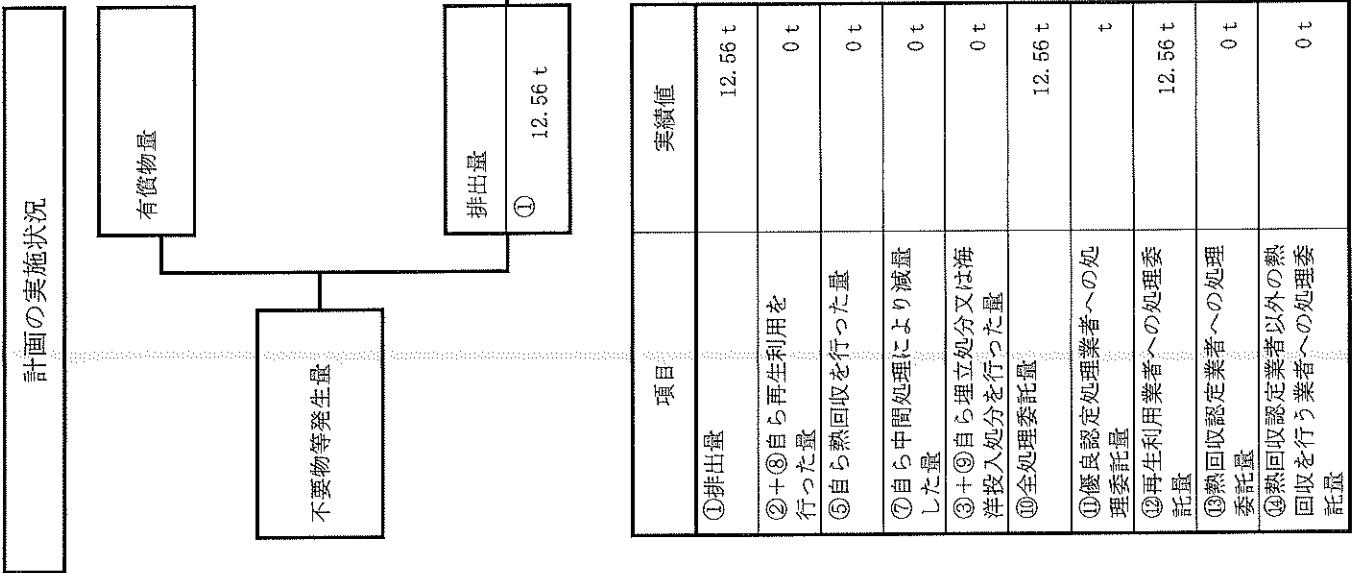 計画の実施状況
不要物等発生量
有償物量
排出量
① 12.56 t
項目 実績値
①排出量 12.56 t
②+⑧自ら再生利用を
行った量 0 t
⑤自ら熱回収を行った量 0 t
⑦自ら中間処理により減量
した量 0 t
③+⑨自ら埋立処分又は海
洋投入処分を行った量 0 t
⑩全処理委託量 12.56 t
⑪優良認定処理業者への処
理委託量 t
⑫再生利用業者への処理委
託量 12.56 t
⑬熱回収認定業者への処理
委託量 0 t
⑭熱回収認定業者以外の熱
回収を行う業者への処理委
託量 0 t